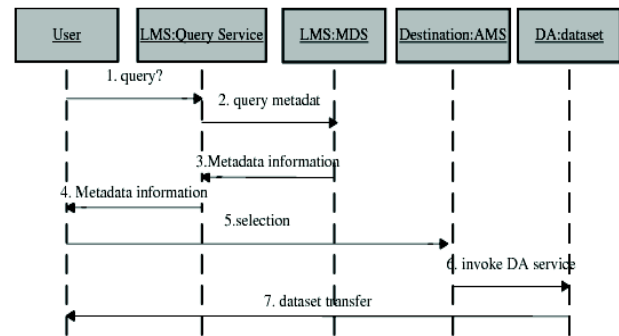 User
LMS:Query Service
LMS:MDS
Destination:AMS
DA:dataset
1. query?
2. query metadat
3.Metadata information
4. Metadata information
5.selection
6. invoke DA service
7. dataset transfer